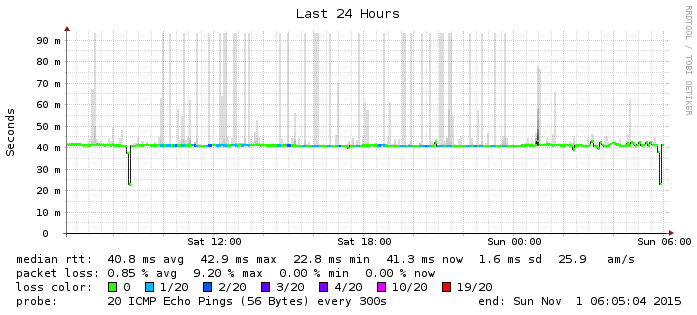 Last 24 Hours
RRDTOOL / TOBI OETIKER
Seconds
90 m
80 m
70 m
60 m
50 m
40 m
30 m
20 m
10 m
0
Sat 12:00 Sat 18:00 Sun 00:00 Sun 06:00
median rtt: 40.8 ms avg 42.9 ms max 22.8 ms min 41.3 ms now 1.6 ms sd 25.9 am/s
packet loss: 0.85 % avg 9.20 % max 0.00 % min 0.00 % now
loss color: 0 1/20 2/20 3/20 4/20 10/20 19/20
probe: 20 ICMP Echo Pings (56 Bytes) every 300s end: Sun Nov 1 06:05:04 2015